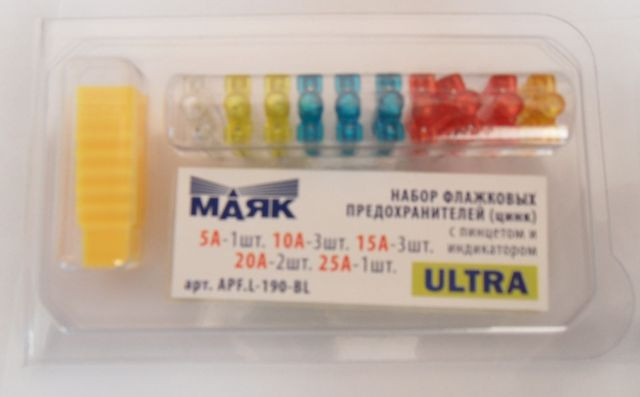 МАЯК
НАБОР ФЛАЖКОВЫХ
ПРЕДОХРАНИТЕЛЕЙ (цинк)
с пинцетом и
индикатором
5А-1шт. 10А-3шт. 15А-3шт.
20А-2шт. 25А-1шт.
арт. APF.L-190-BL
ULTRA